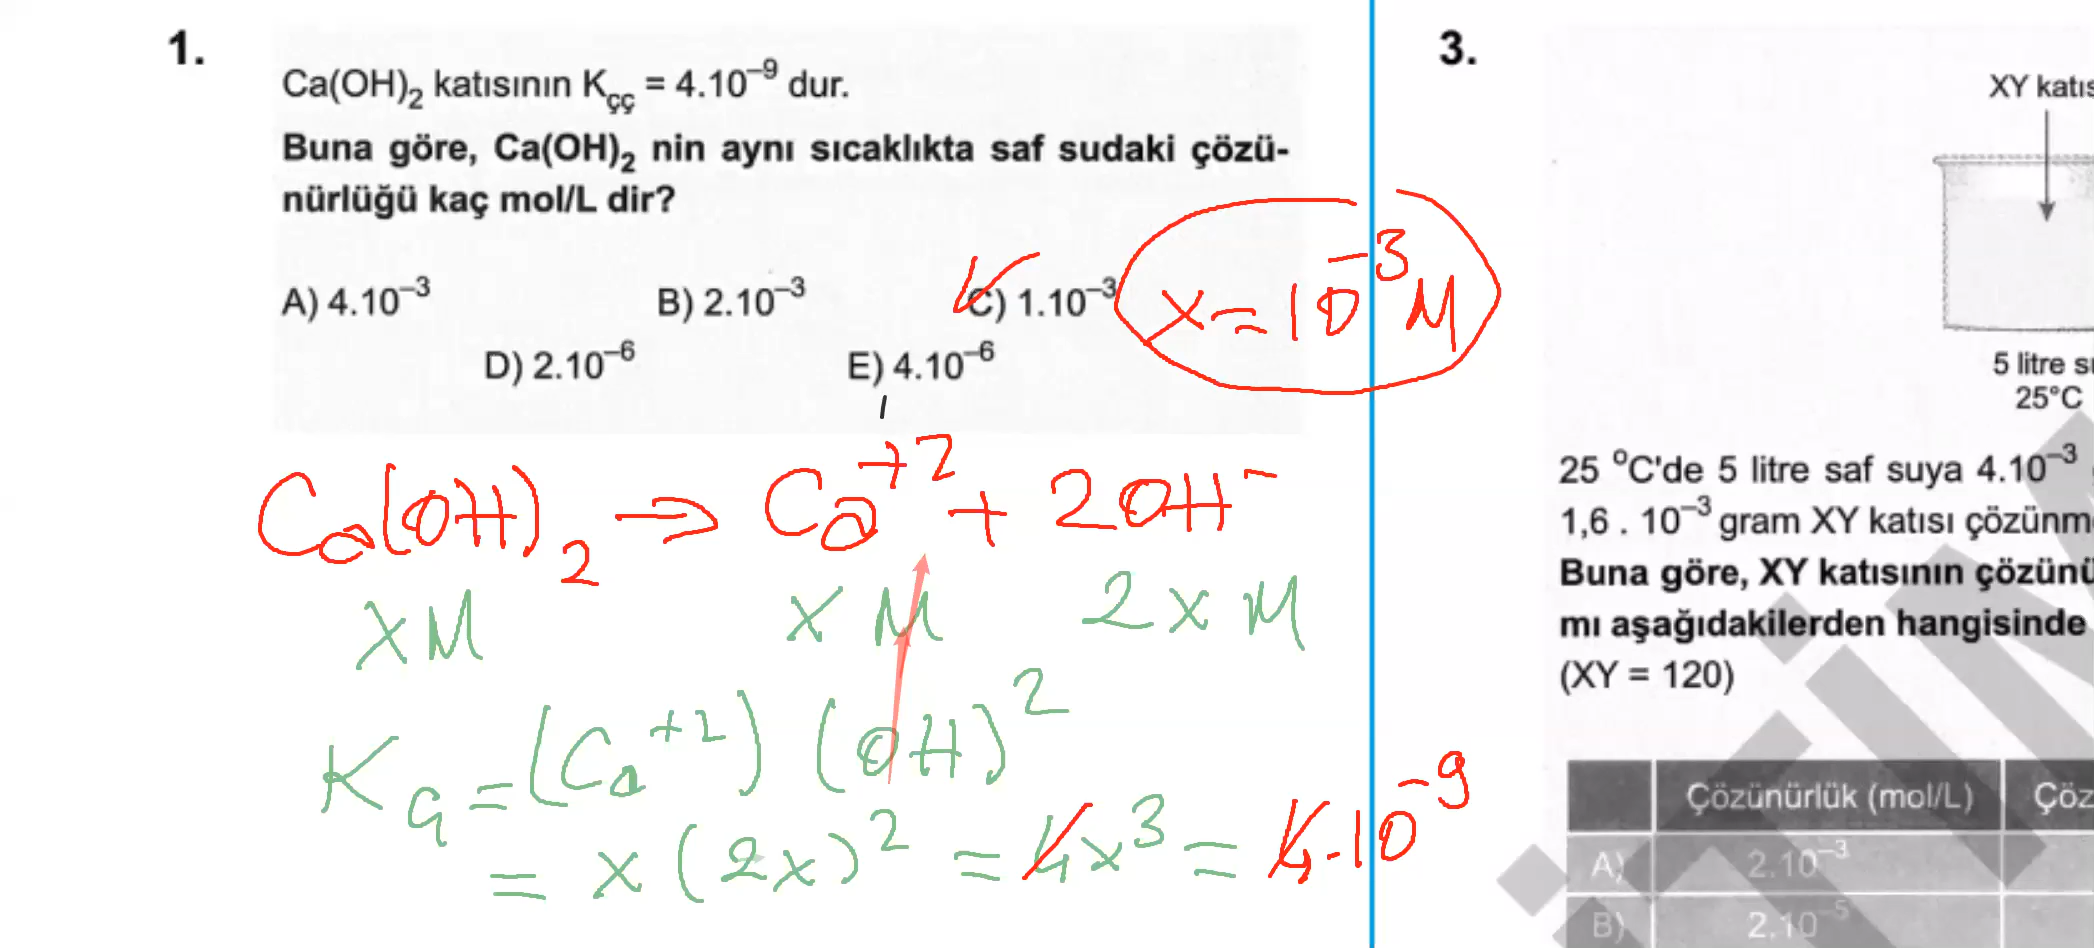 1.
Ca(OH)₂ katısının Kçç = 4.10⁻⁹ dur.
Buna göre, Ca(OH)₂ nin aynı sıcaklıkta saf sudaki çözü-
nürlüğü kaç mol/L dir?
A) 4.10⁻³ B) 2.10⁻³ C) 1.10⁻³
D) 2.10⁻⁶ E) 4.10⁻⁶
x = 10⁻³ M
Ca(OH)₂ → Ca⁺² + 2OH⁻
x M x M 2x M
Kç = (Ca⁺²) (OH)²
= x (2x)² = 4x³ = 4.10⁻⁹
3.
XY katıs
5 litre s
25°C
25 °C'de 5 litre saf suya 4.10⁻³
1,6 . 10⁻³ gram XY katısı çözünm
Buna göre, XY katısının çözünü
mı aşağıdakilerden hangisinde
(XY = 120)
Çözünürlük (mol/L) Çöz
A) 2.10⁻³
B) 2.10⁻⁵